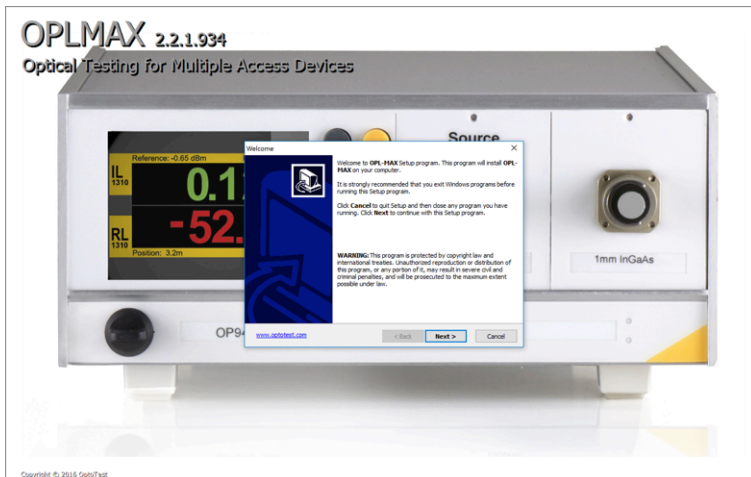 OPLMAX 2.2.1.934
Optical Testing for Multiple Access Devices
Reference: -0.65 dBm
IL
1310
0.1
RL
1310
-52.
Position: 3.2m
Source
1mm InGaAs
OP94
Welcome
Welcome to OPL-MAX Setup program. This program will install OPL-
MAX on your computer.
It is strongly recommended that you exit Windows programs before
running this Setup program.
Click Cancel to quit Setup and then close any program you have
running. Click Next to continue with this Setup program.
WARNING: This program is protected by copyright law and
international treaties. Unauthorized reproduction or distribution of
this program, or any portion of it, may result in severe civil and
criminal penalties, and will be prosecuted to the maximum extent
possible under law.
www.optotest.com
< Back
Next >
Cancel
Copyright © 2016 OptoTest